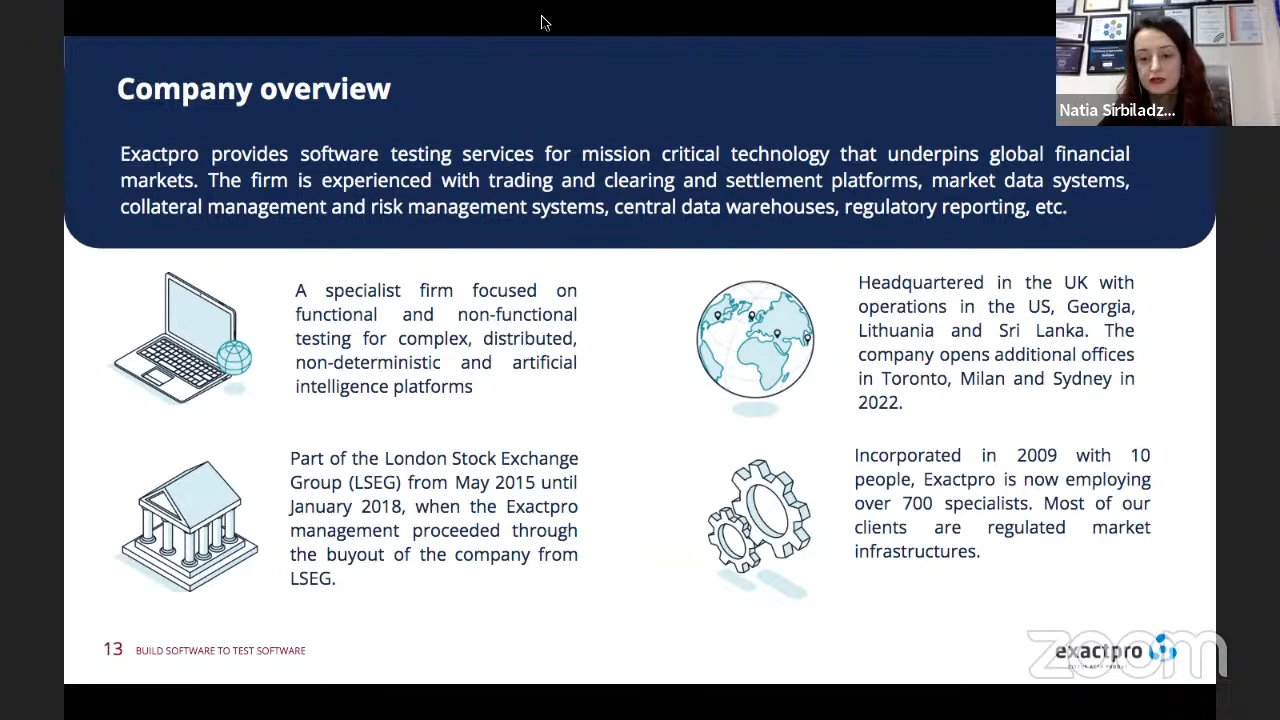 Company overview
Natia Sirbiladz...
Exactpro provides software testing services for mission critical technology that underpins global financial
markets. The firm is experienced with trading and clearing and settlement platforms, market data systems,
collateral management and risk management systems, central data warehouses, regulatory reporting, etc.
A specialist firm focused on
functional and non-functional
testing for complex, distributed,
non-deterministic and artificial
intelligence platforms
Headquartered in the UK with
operations in the US, Georgia,
Lithuania and Sri Lanka. The
company opens additional offices
in Toronto, Milan and Sydney in
2022.
Part of the London Stock Exchange
Group (LSEG) from May 2015 until
January 2018, when the Exactpro
management proceeded through
the buyout of the company from
LSEG.
Incorporated in 2009 with 10
people, Exactpro is now employing
over 700 specialists. Most of our
clients are regulated market
infrastructures.
13 BUILD SOFTWARE TO TEST SOFTWARE
exactpro
zoom